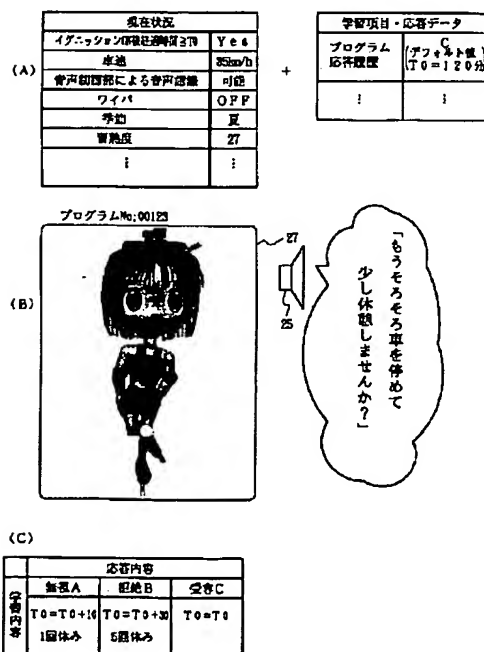 (A)
現在状況
イグニッションON後経過時間≧T0 Yes
車速 35km/h
音声制御部による音声認識 可能
ワイパ OFF
季節 夏
習熟度 27
⋮ ⋮
+
学習項目・応答データ
プログラム応答履歴 C
(デフォルト値 T0=120分)
⋮ ⋮
(B)
プログラムNo;00123
27
25
「もうそろそろ車を停めて
少し休憩しませんか?」
(C)
応答内容
無視A 拒絶B 受容C
学習内容
T0=T0+10 T0=T0+30 T0=T0
1回休み 5回休み